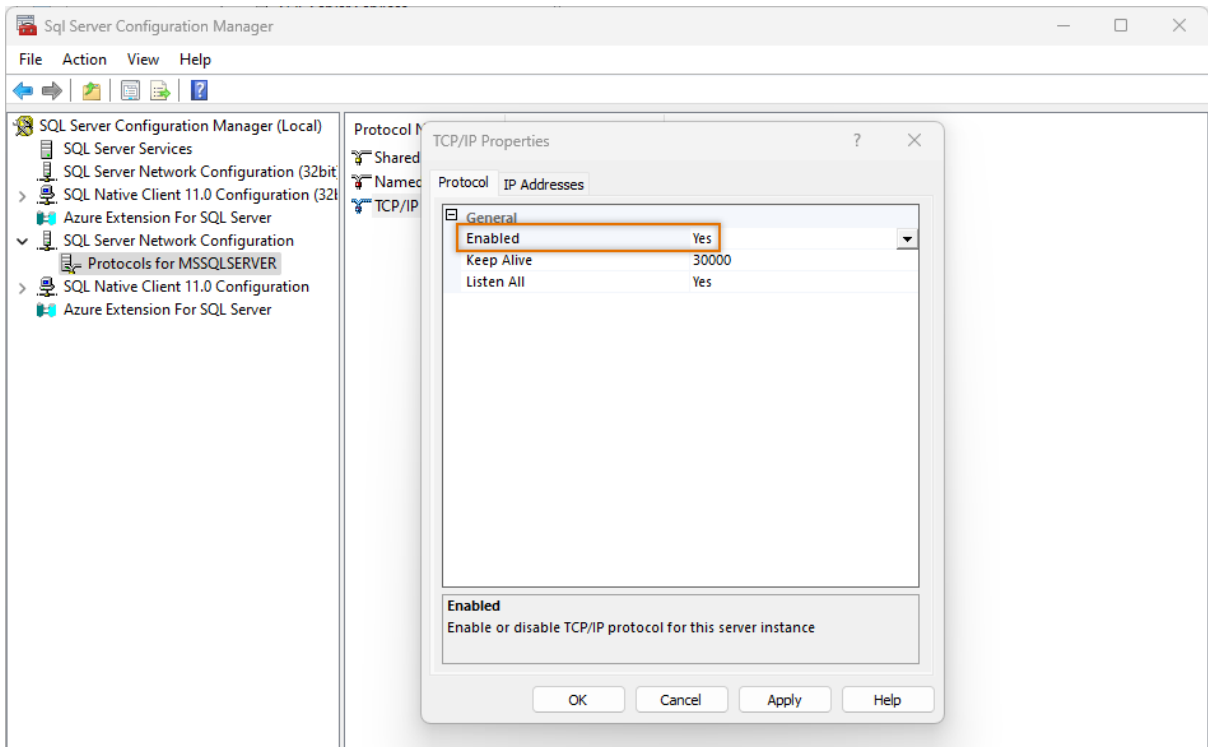 Sql Server Configuration Manager
File Action View Help
SQL Server Configuration Manager (Local)
SQL Server Services
SQL Server Network Configuration (32bit
SQL Native Client 11.0 Configuration (32
Azure Extension For SQL Server
SQL Server Network Configuration
Protocols for MSSQLSERVER
SQL Native Client 11.0 Configuration
Azure Extension For SQL Server
Protocol
Shared
Named
TCP/IP
TCP/IP Properties
Protocol IP Addresses
General
Enabled Yes
Keep Alive 30000
Listen All Yes
Enabled
Enable or disable TCP/IP protocol for this server instance
OK Cancel Apply Help